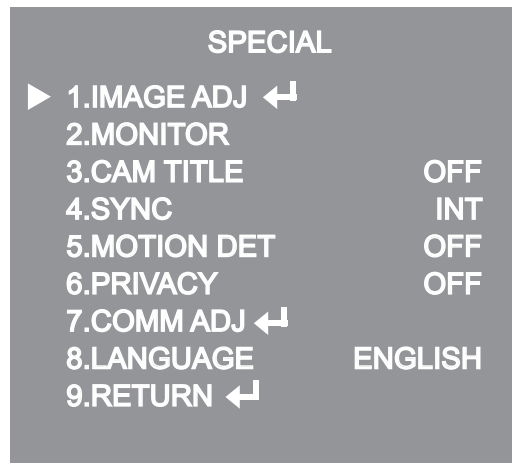 SPECIAL
▶ 1.IMAGE ADJ ↵
2.MONITOR
3.CAM TITLE OFF
4.SYNC INT
5.MOTION DET OFF
6.PRIVACY OFF
7.COMM ADJ ↵
8.LANGUAGE ENGLISH
9.RETURN ↵